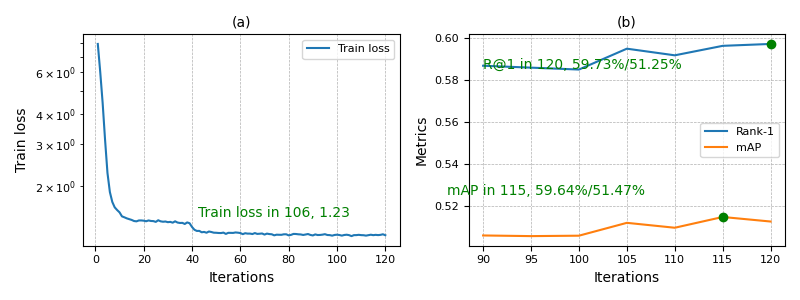 (a)
Train loss
6 × 10⁰
4 × 10⁰
3 × 10⁰
2 × 10⁰
Train loss
Train loss in 106, 1.23
0 20 40 60 80 100 120
Iterations
(b)
0.60
0.58
0.56
0.54
0.52
Metrics
R@1 in 120, 59.73%/51.25%
Rank-1
mAP
mAP in 115, 59.64%/51.47%
90 95 100 105 110 115 120
Iterations